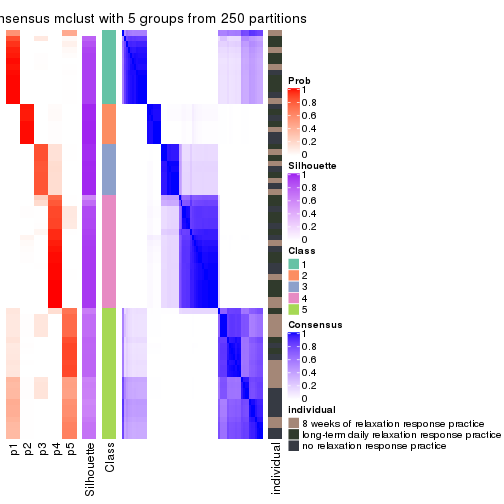 nsensus mclust with 5 groups from 250 partitions
Prob
1
0.8
0.6
0.4
0.2
0
Silhouette
1
0.8
0.6
0.4
0.2
0
Class
1
2
3
4
5
Consensus
1
0.8
0.6
0.4
0.2
0
individual
8 weeks of relaxation response practice
long-term daily relaxation response practice
no relaxation response practice
p1
p2
p3
p4
p5
Silhouette
Class
individual